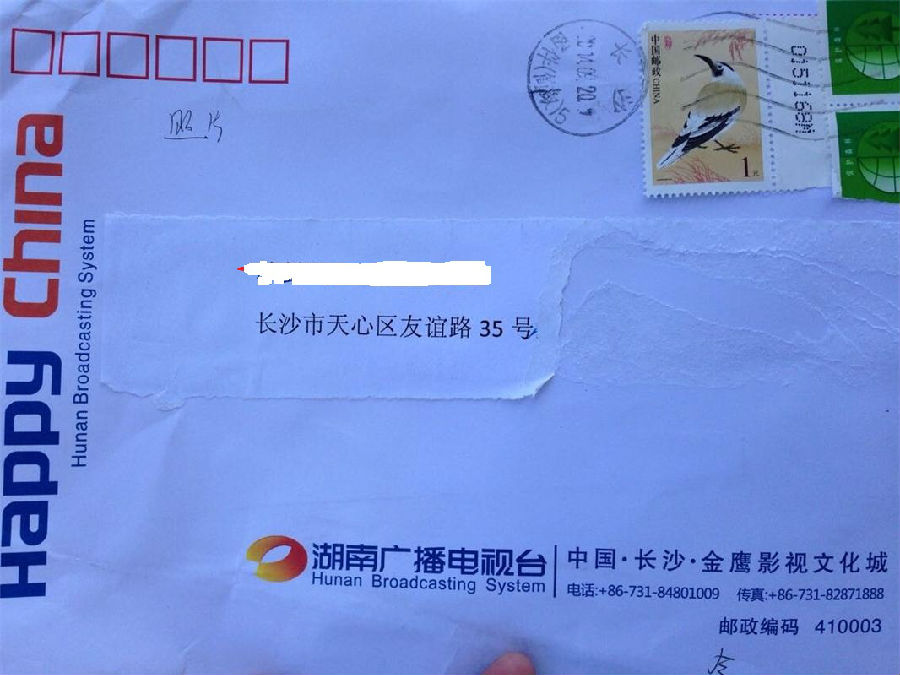 Happy China
Hunan Broadcasting System
照片
中国邮政 CHINA
1元
长沙市天心区友谊路 35 号
湖南广播电视台
Hunan Broadcasting System
中国·长沙·金鹰影视文化城
电话:+86-731-84801009 传真:+86-731-82871888
邮政编码 410003